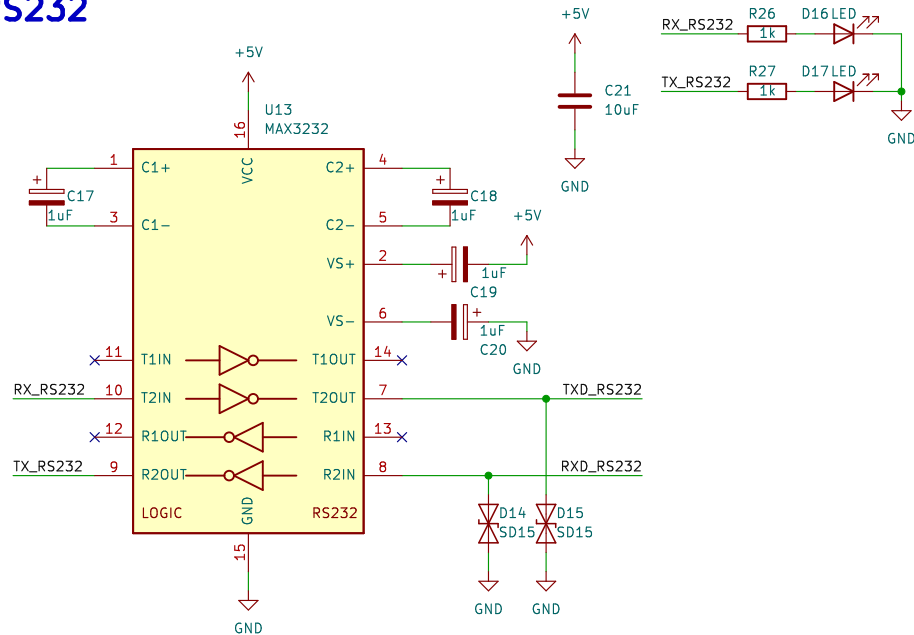 S232
+5V
U13
MAX3232
16
VCC
1
C1+
C2+
4
+
C17
1uF
+
C18
1uF
3
C1-
C2-
5
+5V
VS+
2
+
1uF
C19
VS-
6
+
1uF
C20
GND
11
T1IN
T1OUT
14
RX_RS232
10
T2IN
T2OUT
7
TXD_RS232
12
R1OUT
R1IN
13
TX_RS232
9
R2OUT
R2IN
8
RXD_RS232
LOGIC
GND
RS232
15
GND
D14
SD15
D15
SD15
GND
GND
+5V
C21
10uF
GND
RX_RS232
R26
1k
D16
LED
TX_RS232
R27
1k
D17
LED
GND